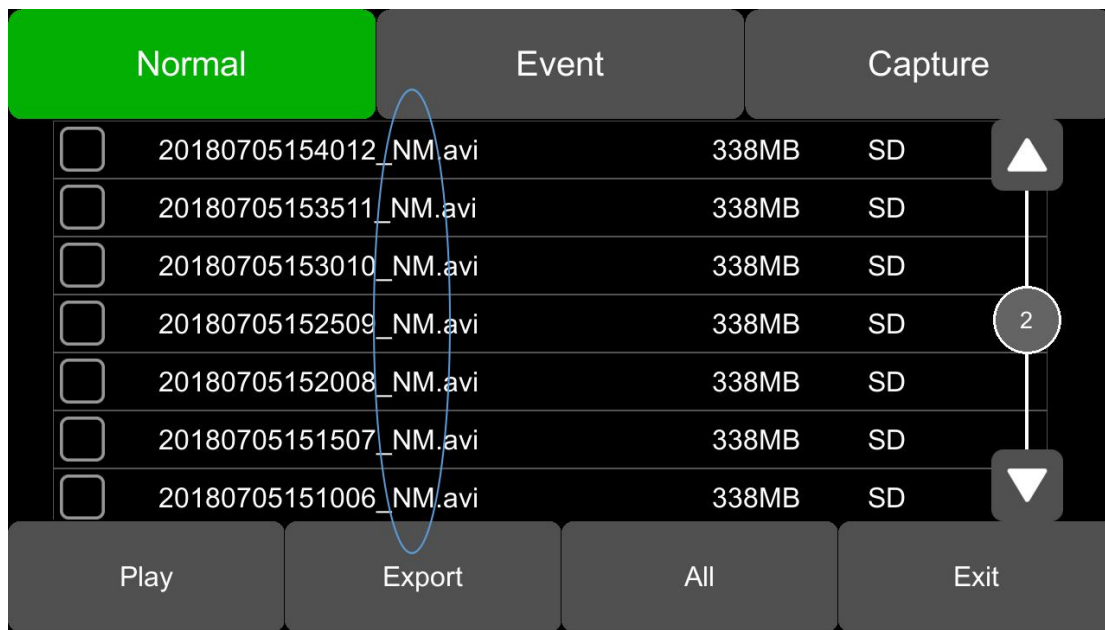 Normal Event Capture
20180705154012_NM.avi 338MB SD
20180705153511_NM.avi 338MB SD
20180705153010_NM.avi 338MB SD
20180705152509_NM.avi 338MB SD
2
20180705152008_NM.avi 338MB SD
20180705151507_NM.avi 338MB SD
20180705151006_NM.avi 338MB SD
Play Export All Exit